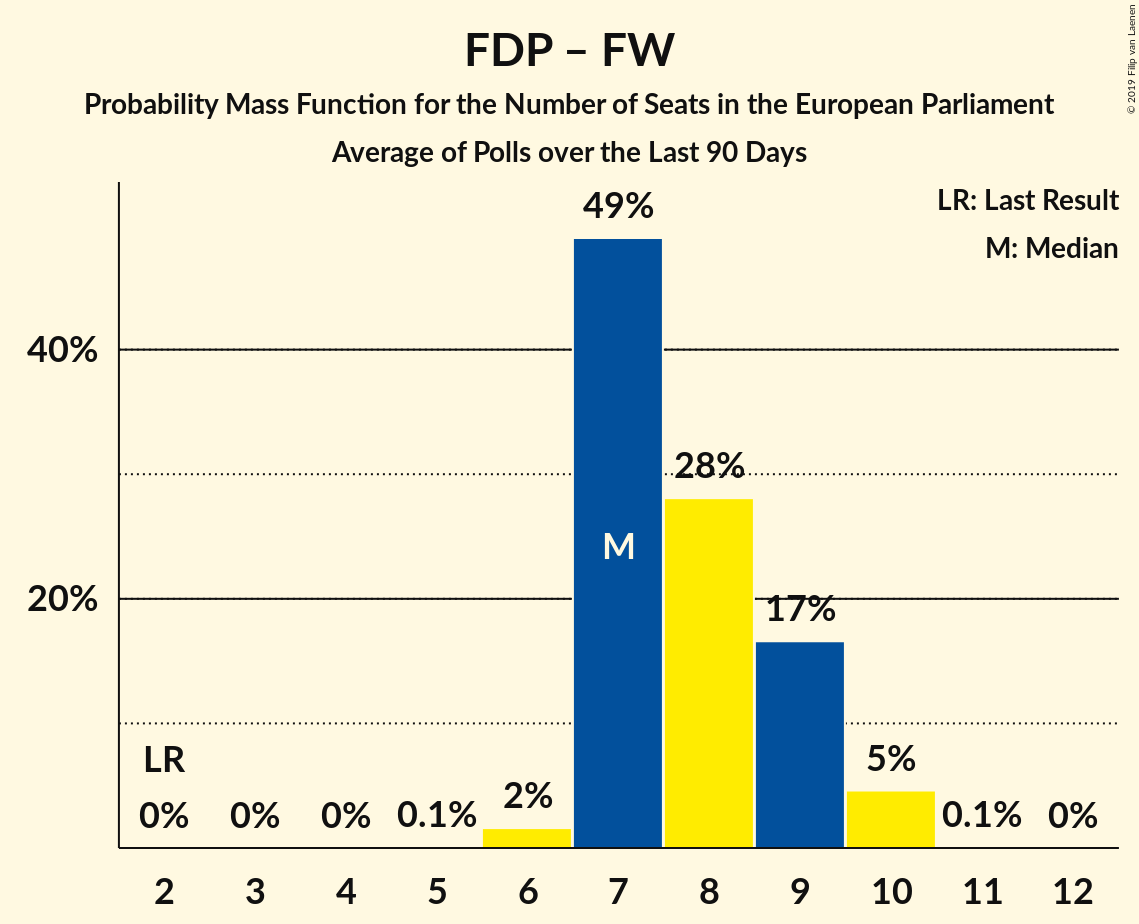 FDP – FW
Probability Mass Function for the Number of Seats in the European Parliament
Average of Polls over the Last 90 Days
© 2019 Filip van Laenen
LR: Last Result
M: Median
49%
40%
28%
M
20%
17%
LR
5%
2%
0% 0% 0% 0.1% 0.1% 0%
2 3 4 5 6 7 8 9 10 11 12